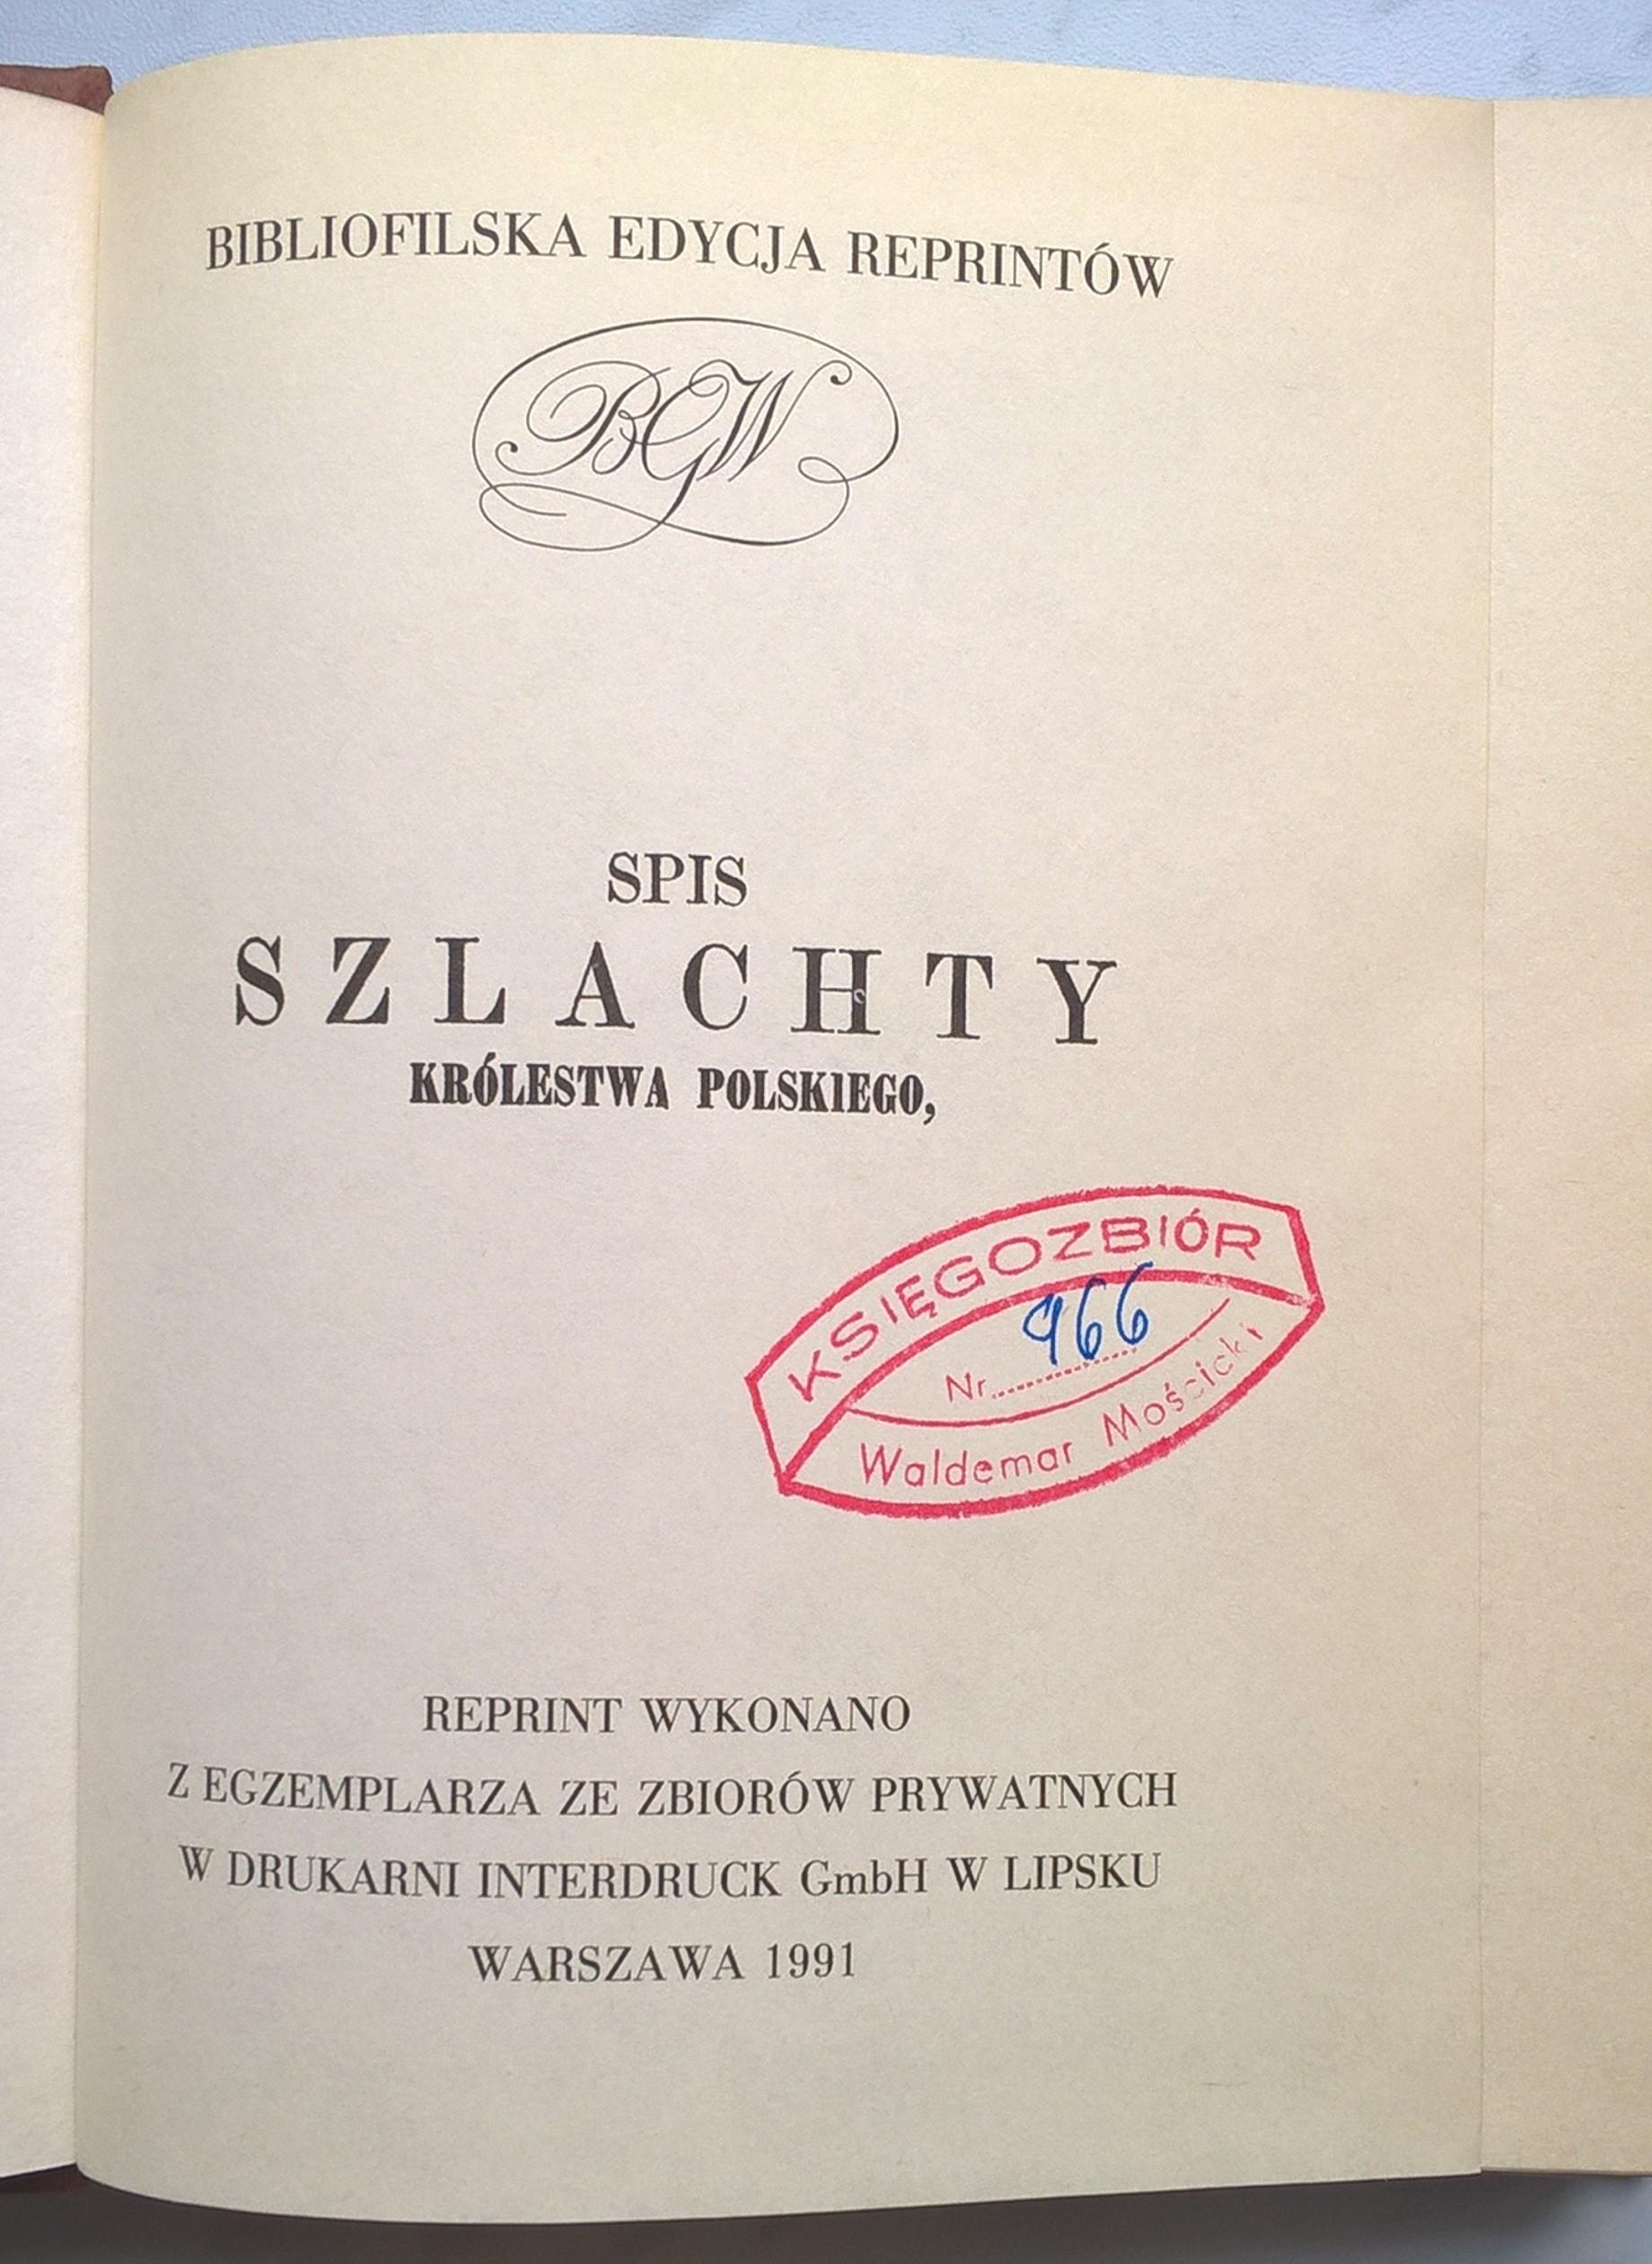 BIBLIOFILSKA EDYCJA REPRINTÓW
BGW
SPIS
SZLACHTY
KRÓLESTWA POLSKIEGO,
KSIĘGOZBIÓR
Nr. 966
Waldemar Mościcki
REPRINT WYKONANO
Z EGZEMPLARZA ZE ZBIORÓW PRYWATNYCH
W DRUKARNI INTERDRUCK GmbH W LIPSKU
WARSZAWA 1991